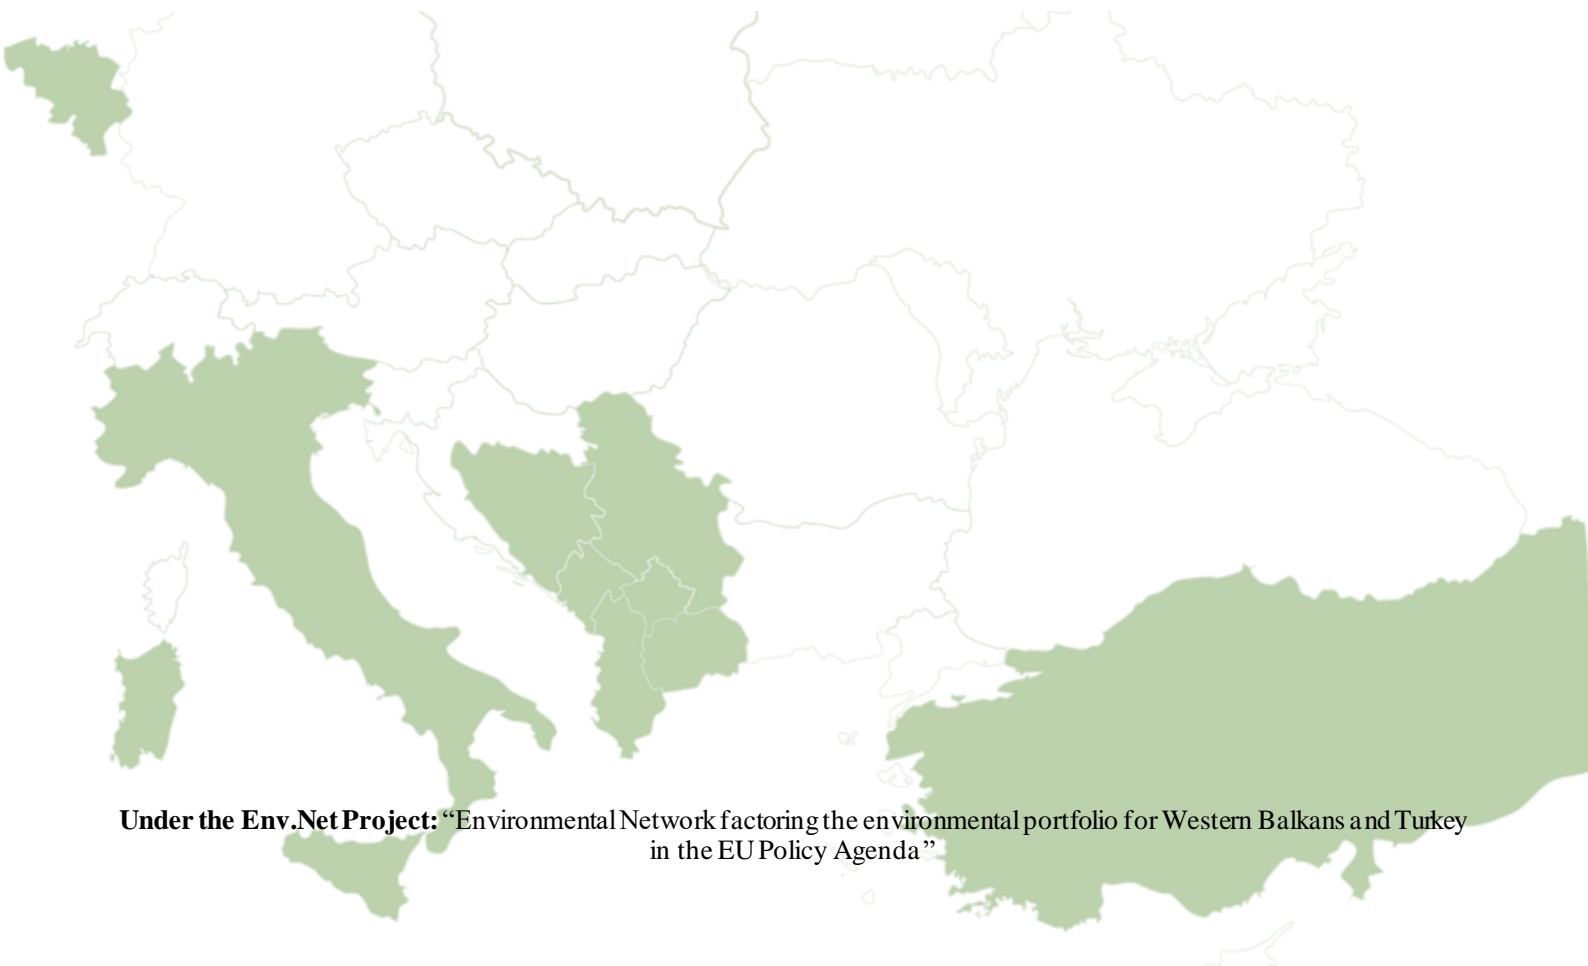 Under the Env.Net Project: “Environmental Network factoring the environmental portfolio for Western Balkans and Turkey
in the EU Policy Agenda”